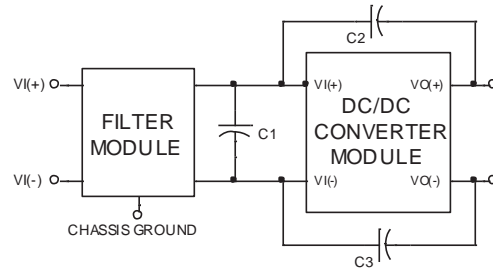 C2
VI(+)
FILTER
MODULE
C1
VI(+)
VO(+)
DC/DC
CONVERTER
MODULE
VI(-)
VI(-)
VO(-)
CHASSIS GROUND
C3